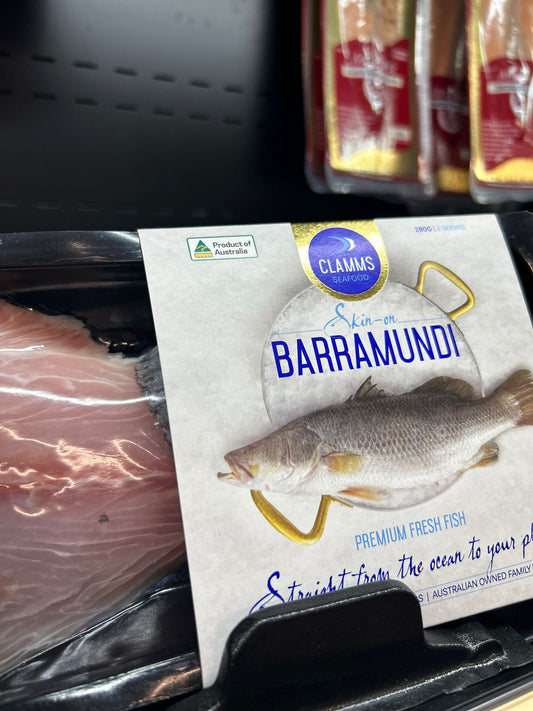 Product of
Australia
CLAMMS
SEAFOOD
280G | 2 SERVES
Skin-on
BARRAMUNDI
PREMIUM FRESH FISH
Straight from the ocean to your
| AUSTRALIAN OWNED FAMILY